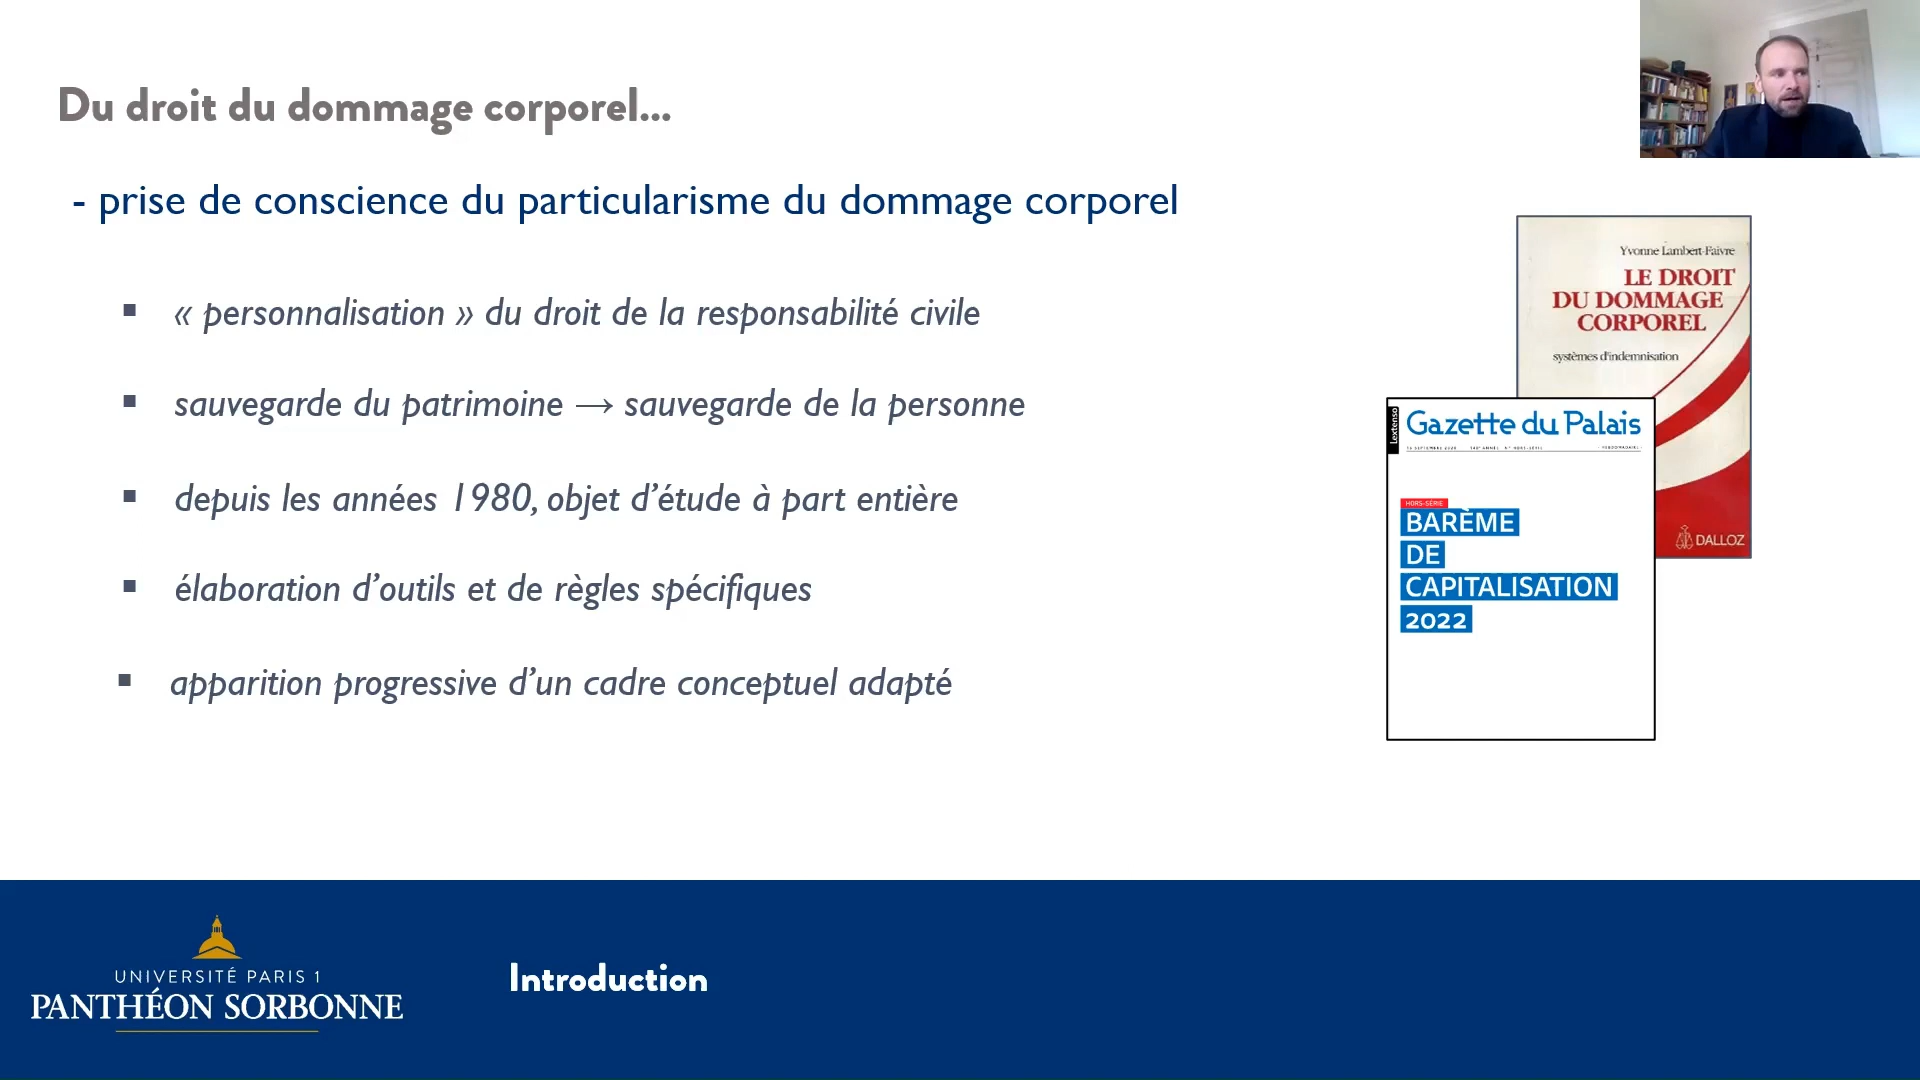 Du droit du dommage corporel...
- prise de conscience du particularisme du dommage corporel
▪ « personnalisation » du droit de la responsabilité civile
▪ sauvegarde du patrimoine → sauvegarde de la personne
▪ depuis les années 1980, objet d’étude à part entière
▪ élaboration d’outils et de règles spécifiques
▪ apparition progressive d’un cadre conceptuel adapté
Yvonne Lambert-Faivre
LE DROIT
DU DOMMAGE
CORPOREL
systèmes d'indemnisation
DALLOZ
Lextenso
Gazette du Palais
HORS-SÉRIE
BARÈME
DE
CAPITALISATION
2022
UNIVERSITÉ PARIS 1
PANTHÉON SORBONNE
Introduction